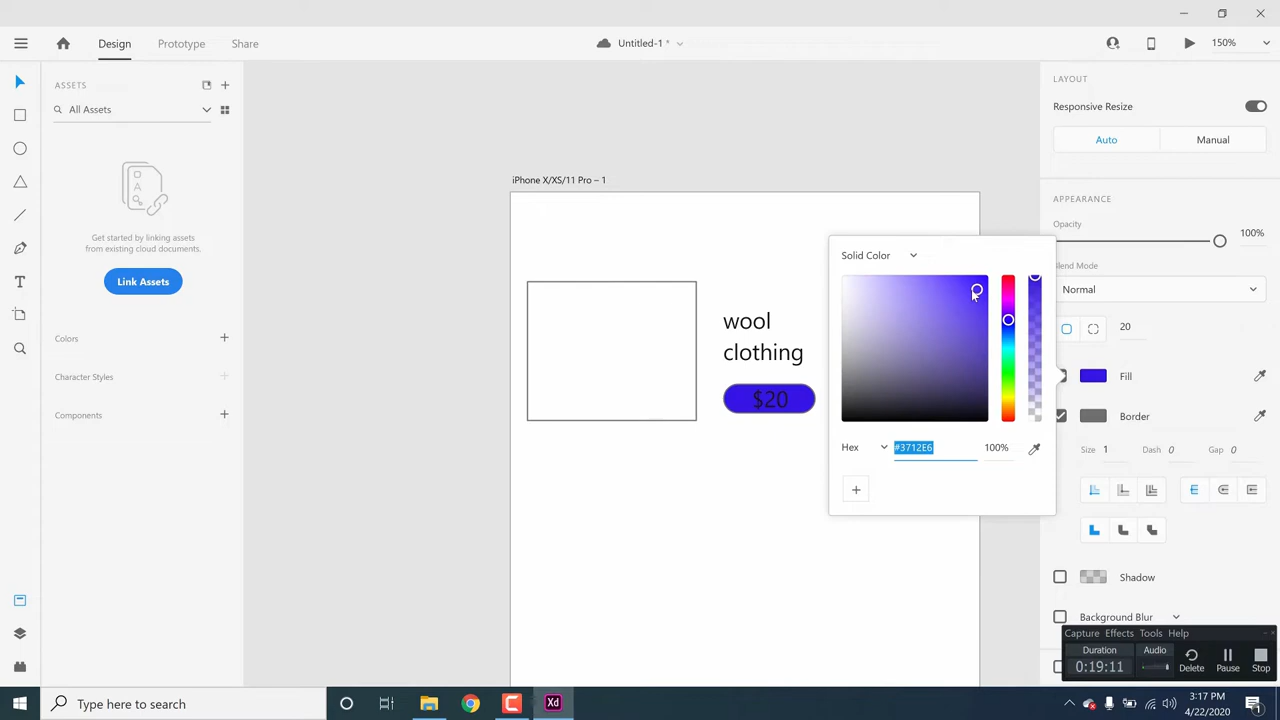 Design Prototype Share Untitled-1 * 150%
ASSETS
All Assets
Get started by linking assets
from existing cloud documents.
Link Assets
Colors
Character Styles
Components
iPhone X/XS/11 Pro – 1
wool
clothing
$20
Solid Color
Hex #3712E6 100%
LAYOUT
Responsive Resize
Auto Manual
APPEARANCE
Opacity
100%
Blend Mode
Normal
20
Fill
Border
Size 1 Dash 0 Gap 0
Shadow
Background Blur
Capture Effects Tools Help
Duration Audio
0:19:11 Delete Pause Stop
Type here to search
Xd
3:17 PM
4/22/2020
1